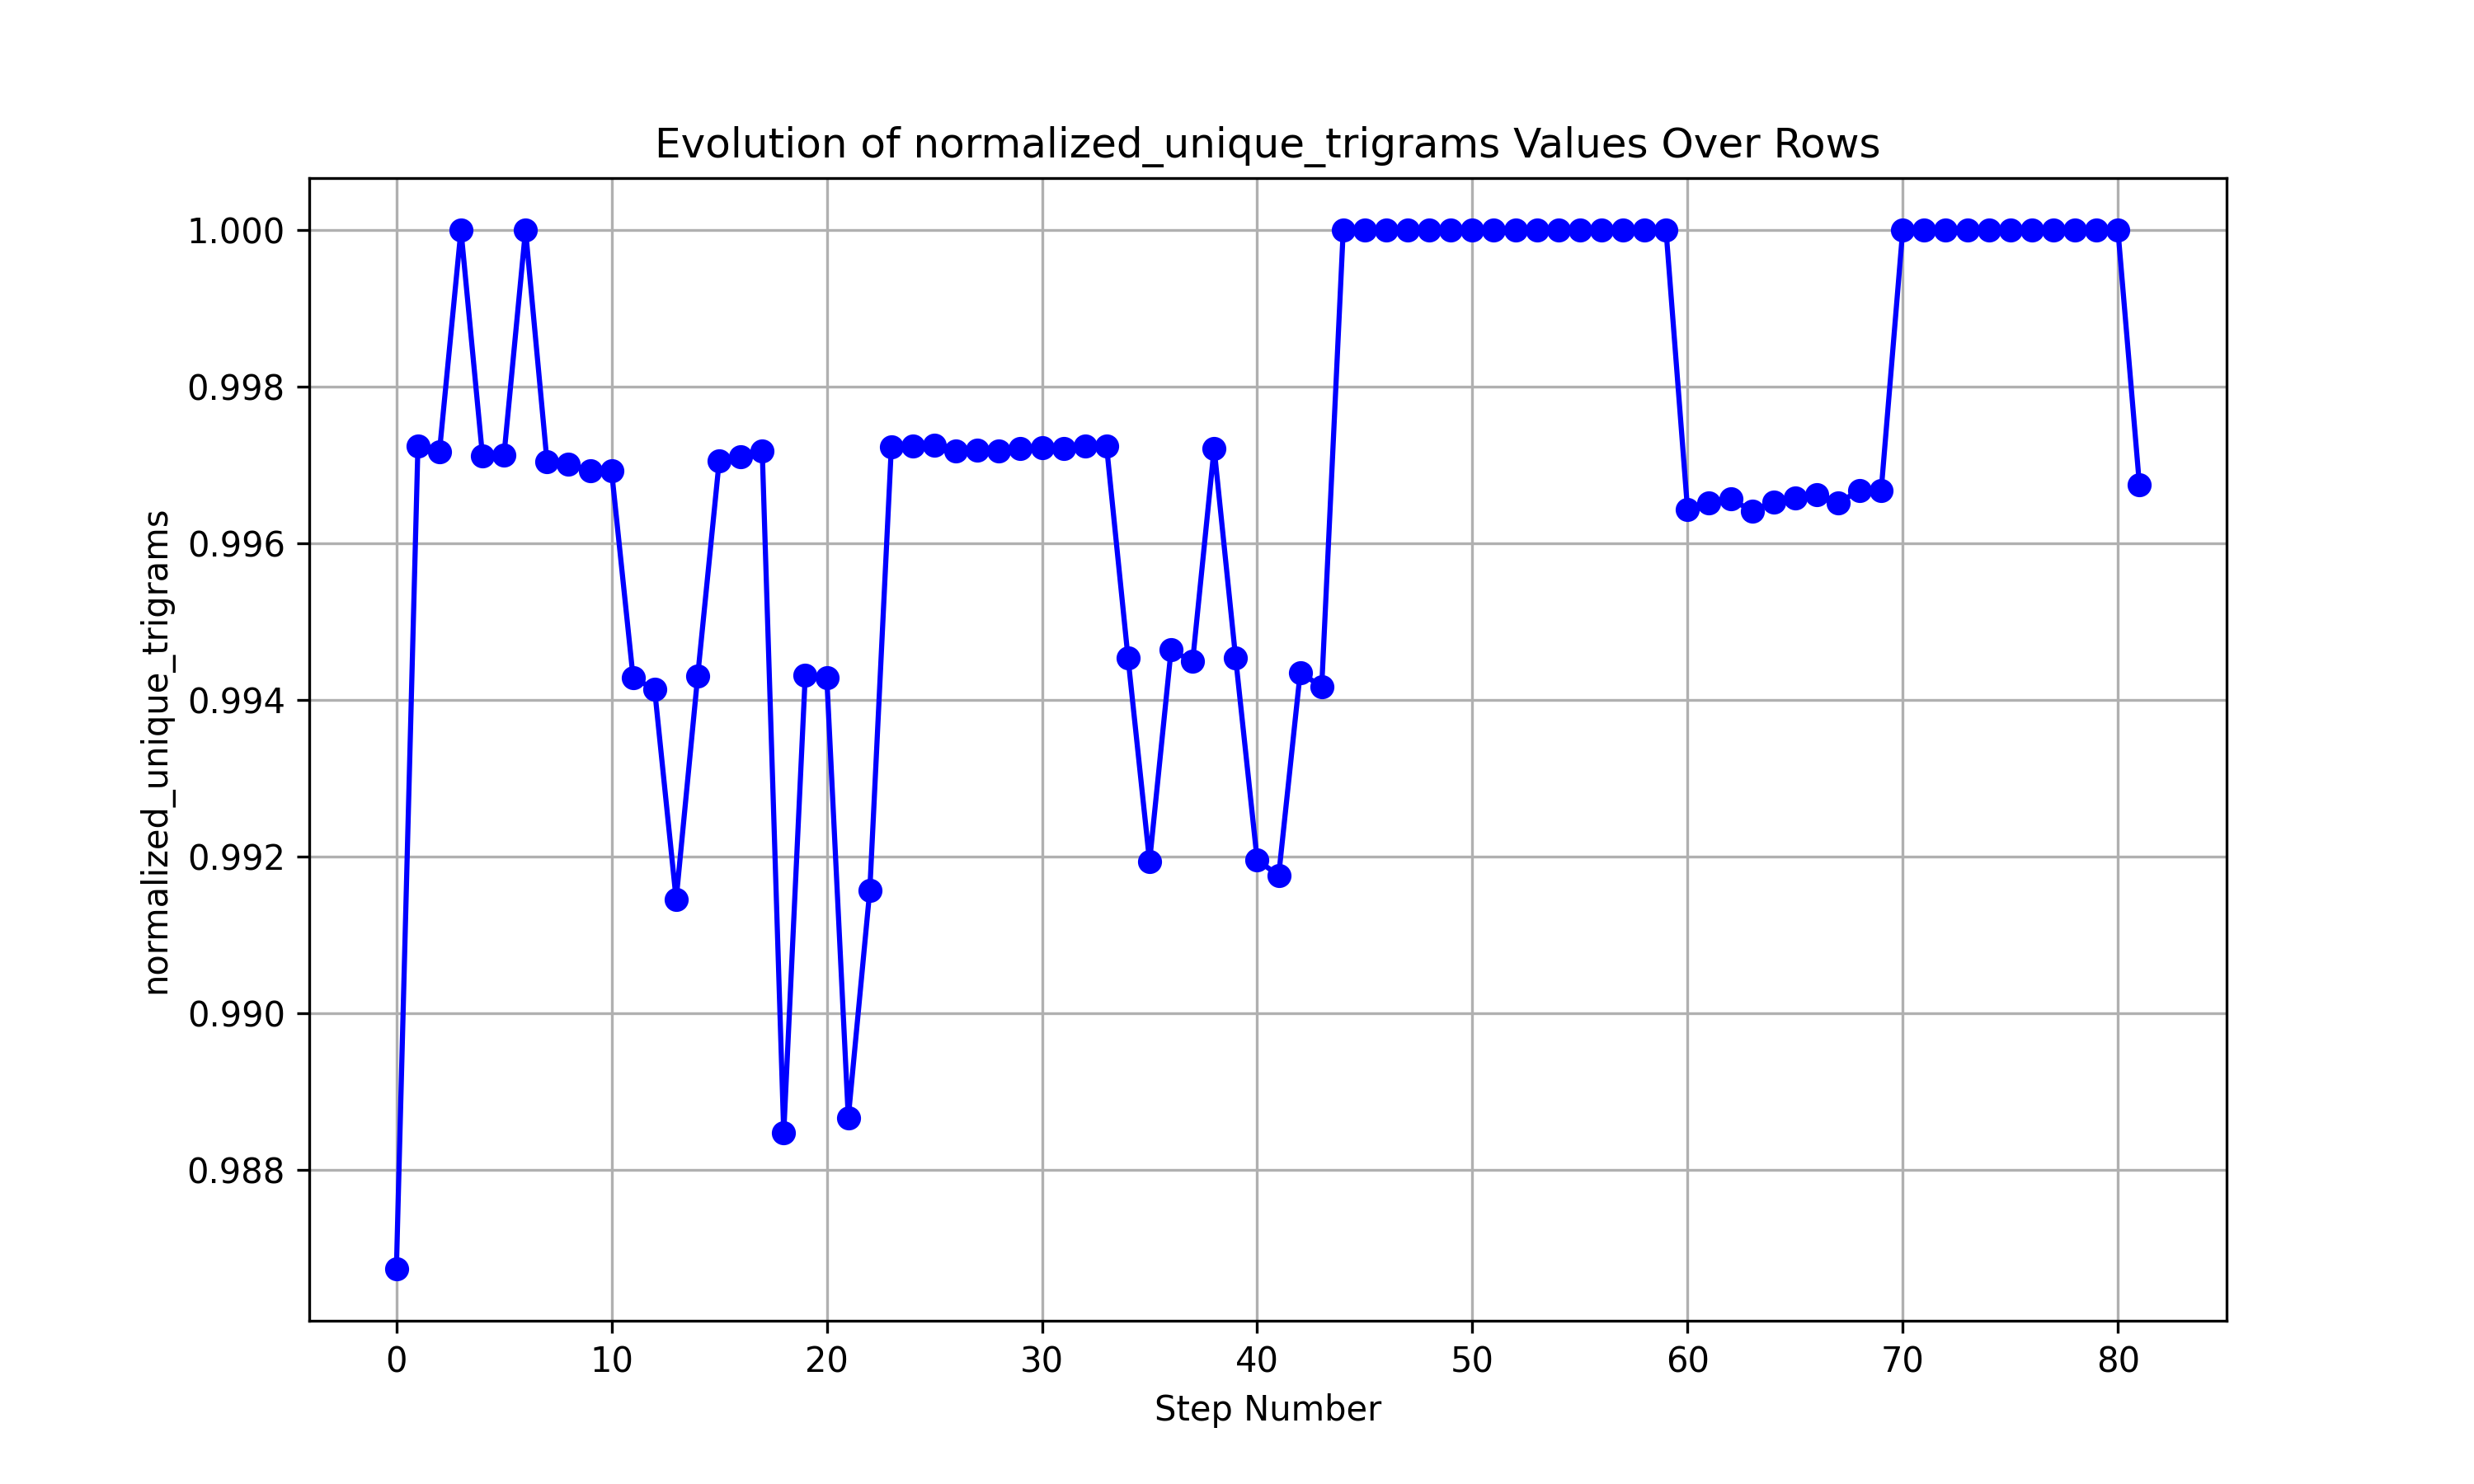 Evolution of normalized_unique_trigrams Values Over Rows
normalized_unique_trigrams
1.000
0.998
0.996
0.994
0.992
0.990
0.988
0 10 20 30 40 50 60 70 80
Step Number